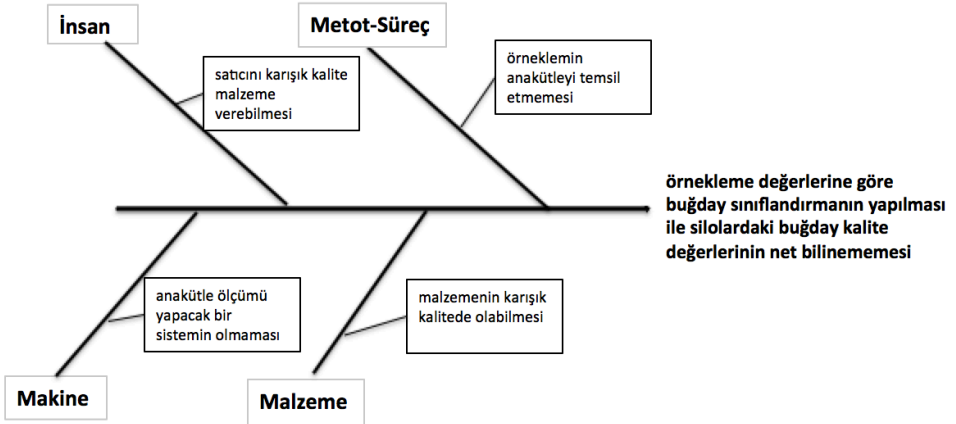 İnsan
Metot-Süreç
satıcını karışık kalite
malzeme
verebilmesi
örneklemin
anakütleyi temsil
etmemesi
örnekleme değerlerine göre
buğday sınıflandırmanın yapılması
ile silolardaki buğday kalite
değerlerinin net bilinememesi
anakütle ölçümü
yapacak bir
sistemin olmaması
malzemenin karışık
kalitede olabilmesi
Makine
Malzeme